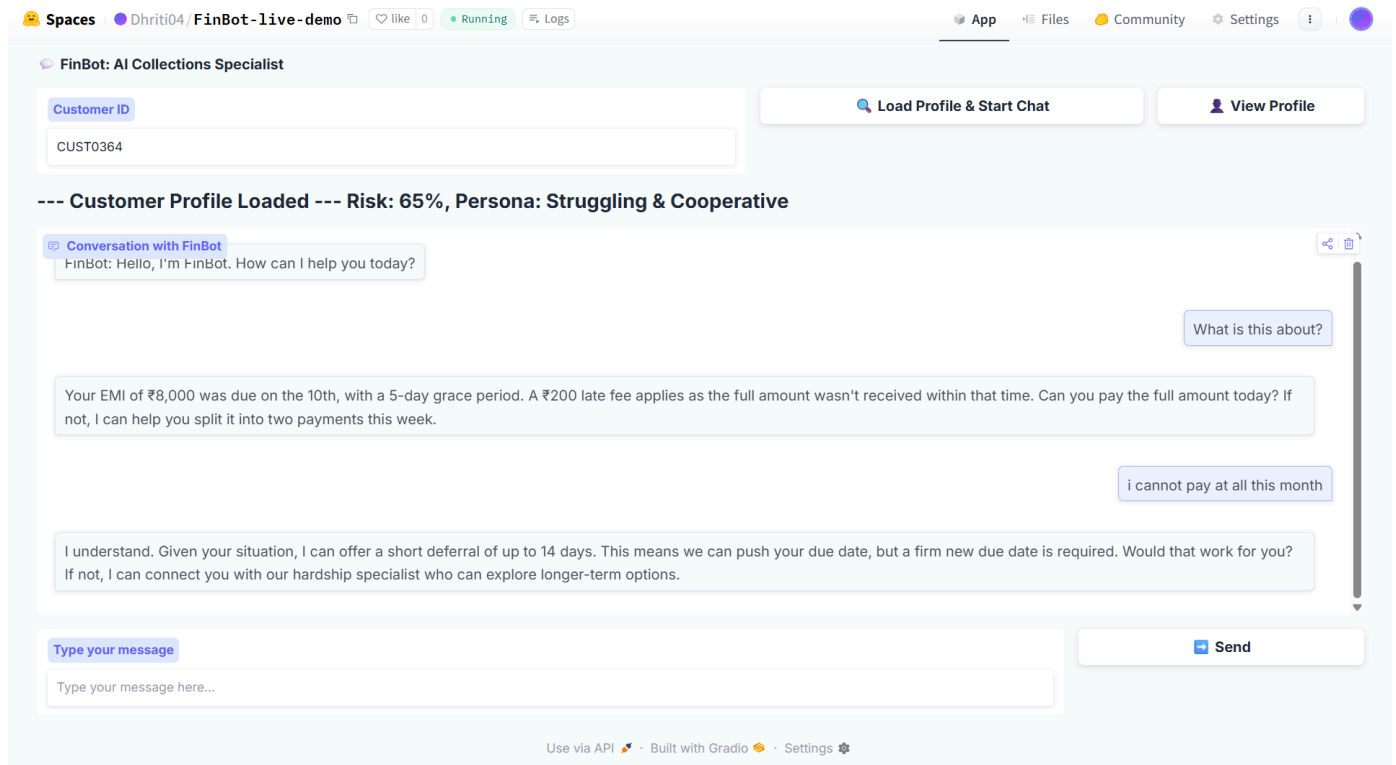 Spaces
Dhriti04/FinBot-live-demo
like 0
Running
Logs
App
Files
Community
Settings
FinBot: AI Collections Specialist
Customer ID
CUST0364
Load Profile & Start Chat
View Profile
--- Customer Profile Loaded --- Risk: 65%, Persona: Struggling & Cooperative
Conversation with FinBot
FinBot: Hello, I'm FinBot. How can I help you today?
What is this about?
Your EMI of ₹8,000 was due on the 10th, with a 5-day grace period. A ₹200 late fee applies as the full amount wasn't received within that time. Can you pay the full amount today? If
not, I can help you split it into two payments this week.
i cannot pay at all this month
I understand. Given your situation, I can offer a short deferral of up to 14 days. This means we can push your due date, but a firm new due date is required. Would that work for you?
If not, I can connect you with our hardship specialist who can explore longer-term options.
Type your message
Type your message here...
Send
Use via API · Built with Gradio · Settings